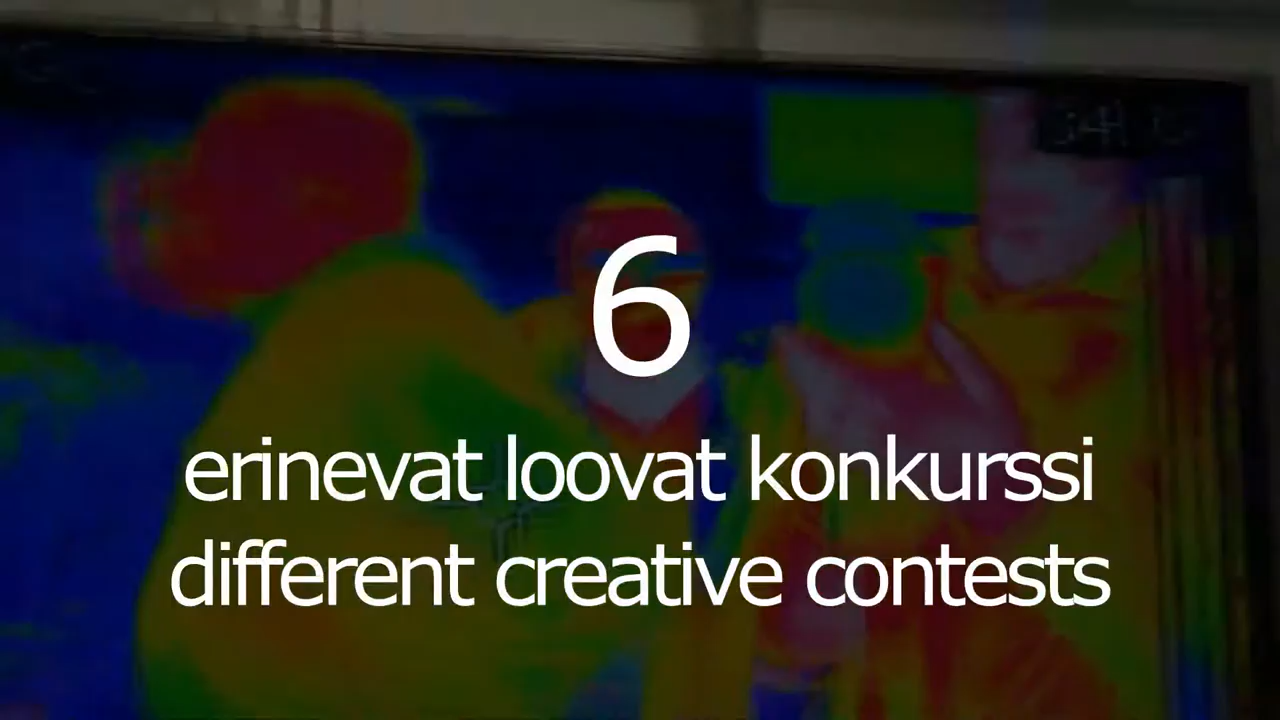 6
erinevat loovat konkurssi
different creative contests